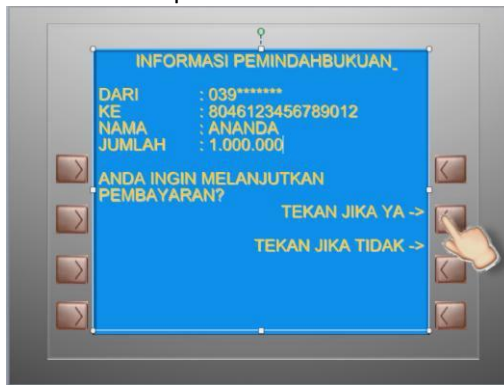 INFORMASI PEMINDAHBUKUAN_
DARI : 039*******
KE : 8046123456789012
NAMA : ANANDA
JUMLAH : 1.000.000
ANDA INGIN MELANJUTKAN
PEMBAYARAN?
TEKAN JIKA YA ->
TEKAN JIKA TIDAK ->